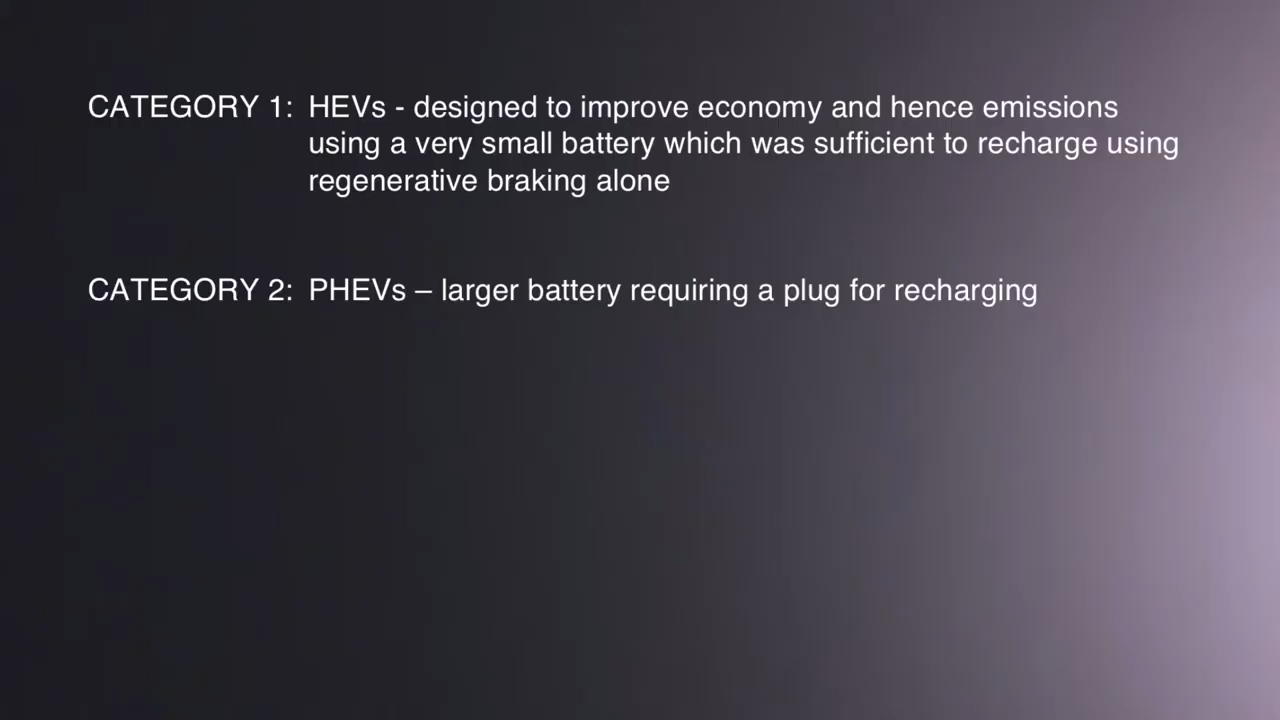 CATEGORY 1: HEVs - designed to improve economy and hence emissions
using a very small battery which was sufficient to recharge using
regenerative braking alone
CATEGORY 2: PHEVs – larger battery requiring a plug for recharging